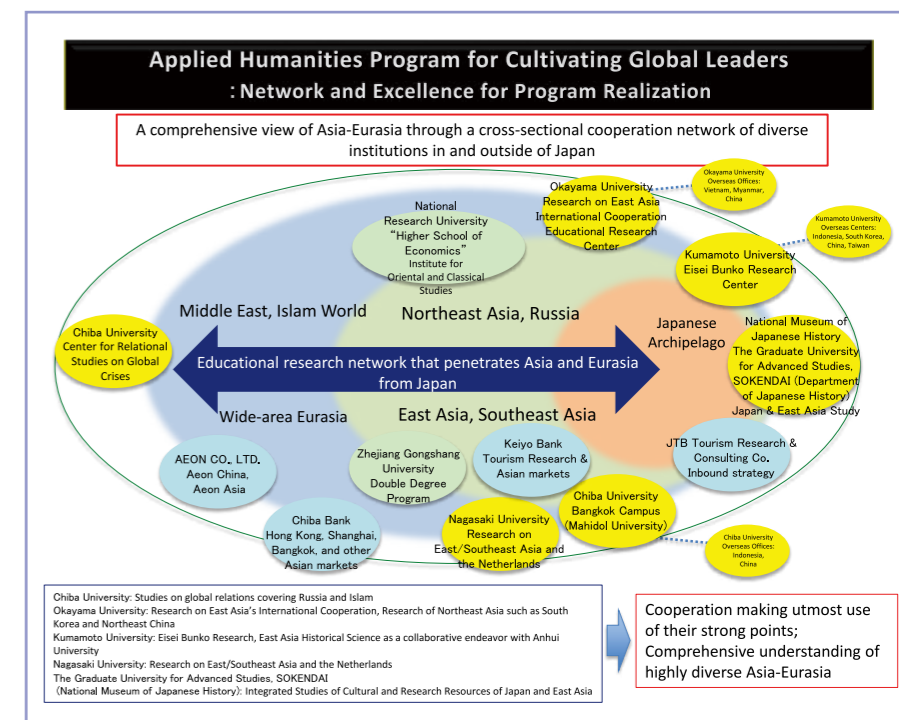 Applied Humanities Program for Cultivating Global Leaders
: Network and Excellence for Program Realization
A comprehensive view of Asia-Eurasia through a cross-sectional cooperation network of diverse
institutions in and outside of Japan
Okayama University
Overseas Offices:
Vietnam, Myanmar,
China
Okayama University
Research on East Asia
International Cooperation
Educational Research
Center
National
Research University
“Higher School of
Economics”
Institute for
Oriental and Classical
Studies
Kumamoto University
Overseas Centers:
Indonesia, South Korea,
China, Taiwan
Kumamoto University
Eisei Bunko Research
Center
Middle East, Islam World
Northeast Asia, Russia
Japanese
Archipelago
Chiba University
Center for Relational
Studies on Global
Crises
Educational research network that penetrates Asia and Eurasia
from Japan
National Museum of
Japanese History
The Graduate University
for Advanced Studies,
SOKENDAI (Department
of Japanese History)
Japan & East Asia Study
Wide-area Eurasia
East Asia, Southeast Asia
AEON CO., LTD.
Aeon China,
Aeon Asia
Zhejiang Gongshang
University
Double Degree
Program
Keiyo Bank
Tourism Research &
Asian markets
JTB Tourism Research &
Consulting Co.
Inbound strategy
Chiba Bank
Hong Kong, Shanghai,
Bangkok, and other
Asian markets
Nagasaki University
Research on
East/Southeast Asia and
the Netherlands
Chiba University
Bangkok Campus
(Mahidol University)
Chiba University
Overseas Offices:
Indonesia,
China
Chiba University: Studies on global relations covering Russia and Islam
Okayama University: Research on East Asia’s International Cooperation, Research of Northeast Asia such as South
Korea and Northeast China
Kumamoto University: Eisei Bunko Research, East Asia Historical Science as a collaborative endeavor with Anhui
University
Nagasaki University: Research on East/Southeast Asia and the Netherlands
The Graduate University for Advanced Studies, SOKENDAI
(National Museum of Japanese History): Integrated Studies of Cultural and Research Resources of Japan and East Asia
Cooperation making utmost use
of their strong points;
Comprehensive understanding of
highly diverse Asia-Eurasia